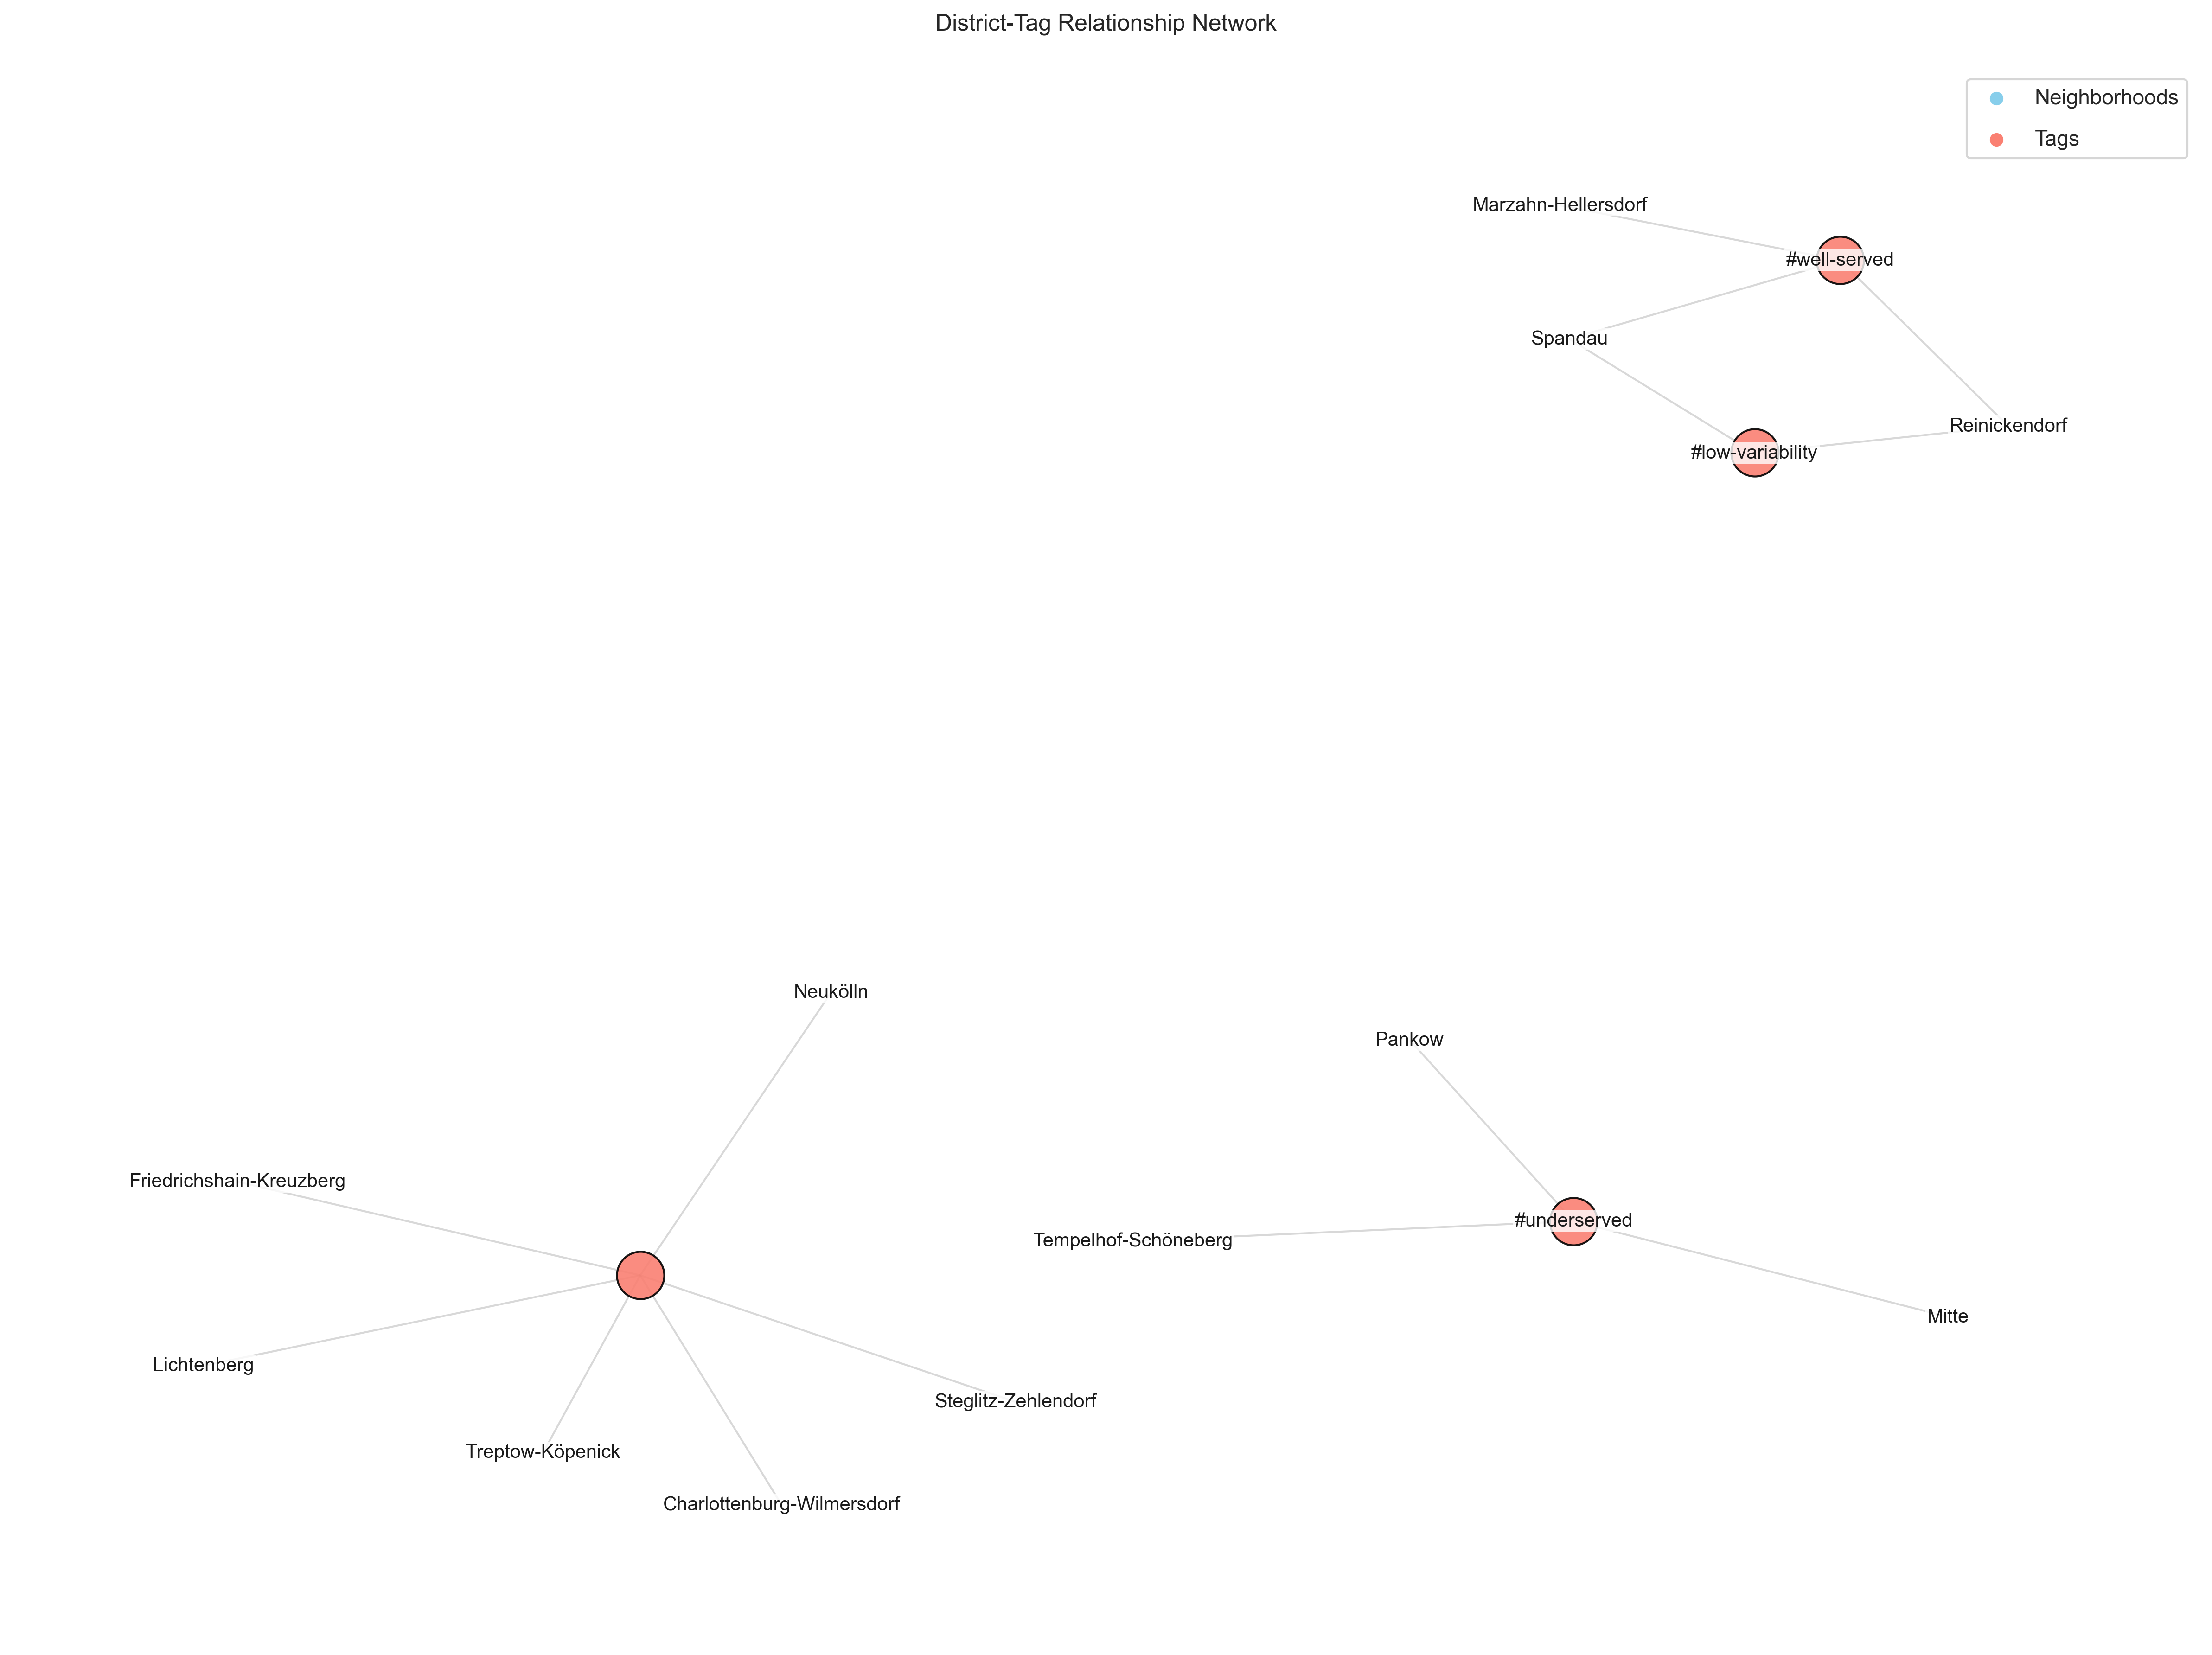 District-Tag Relationship Network
Neighborhoods
Tags
Marzahn-Hellersdorf
#well-served
Spandau
Reinickendorf
#low-variability
Neukölln
Pankow
Friedrichshain-Kreuzberg
#underserved
Tempelhof-Schöneberg
Mitte
Lichtenberg
Steglitz-Zehlendorf
Treptow-Köpenick
Charlottenburg-Wilmersdorf